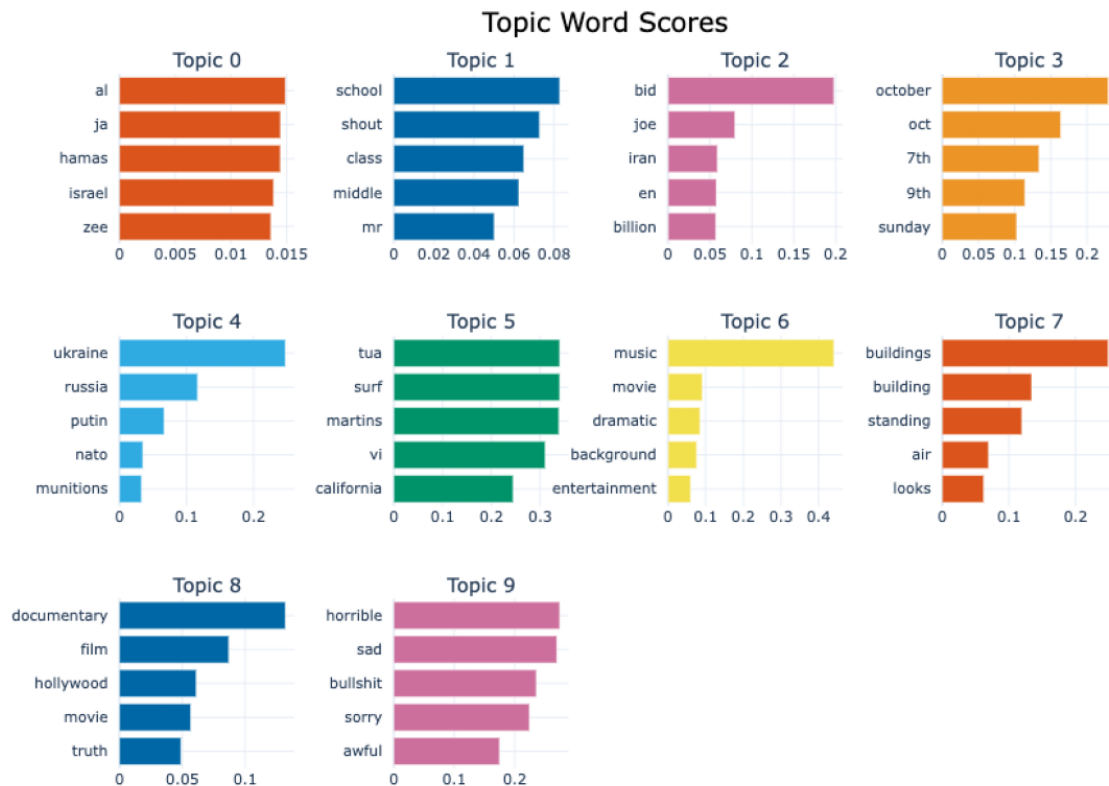 Topic Word Scores
Topic 0
al
ja
hamas
israel
zee
0 0.005 0.01 0.015
Topic 1
school
shout
class
middle
mr
0 0.02 0.04 0.06 0.08
Topic 2
bid
joe
iran
en
billion
0 0.05 0.1 0.15 0.2
Topic 3
october
oct
7th
9th
sunday
0 0.05 0.1 0.15 0.2
Topic 4
ukraine
russia
putin
nato
munitions
0 0.1 0.2
Topic 5
tua
surf
martins
vi
california
0 0.1 0.2 0.3
Topic 6
music
movie
dramatic
background
entertainment
0 0.1 0.2 0.3 0.4
Topic 7
buildings
building
standing
air
looks
0 0.1 0.2
Topic 8
documentary
film
hollywood
movie
truth
0 0.05 0.1
Topic 9
horrible
sad
bullshit
sorry
awful
0 0.1 0.2